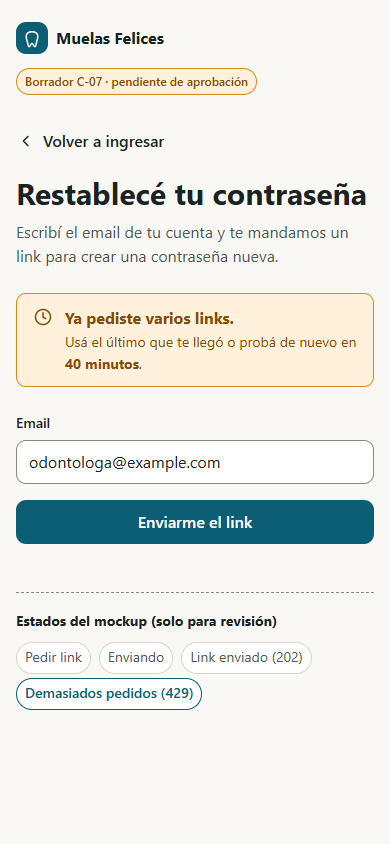 Muelas Felices
Borrador C-07 · pendiente de aprobación
Volver a ingresar
Restablecé tu contraseña
Escribí el email de tu cuenta y te mandamos un
link para crear una contraseña nueva.
Ya pediste varios links.
Usá el último que te llegó o probá de nuevo en
40 minutos.
Email
odontologa@example.com
Enviarme el link
Estados del mockup (solo para revisión)
Pedir link Enviando Link enviado (202)
Demasiados pedidos (429)